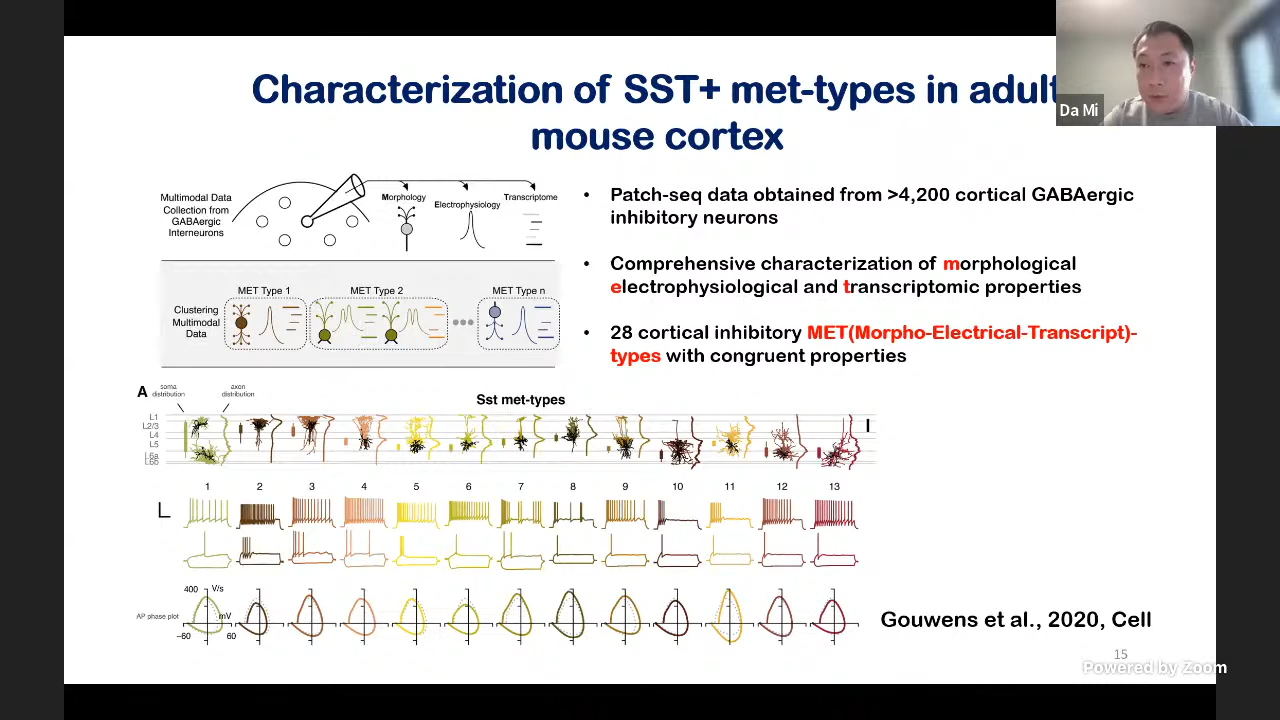 Characterization of SST+ met-types in adult
mouse cortex
Da Mi
Multimodal Data
Collection from
GABAergic
Interneurons
Morphology
Electrophysiology
Transcriptome
MET Type 1
MET Type 2
MET Type n
Clustering
Multimodal
Data
• Patch-seq data obtained from >4,200 cortical GABAergic
inhibitory neurons
• Comprehensive characterization of morphological
electrophysiological and transcriptomic properties
• 28 cortical inhibitory MET(Morpho-Electrical-Transcript)-
types with congruent properties
A
soma
distribution
axon
distribution
Sst met-types
L1
L2/3
L4
L5
L6a
L6b
1 2 3 4 5 6 7 8 9 10 11 12 13
400 V/s
AP phase plot
mV
−60 60
Gouwens et al., 2020, Cell
15
Powered by Zoom